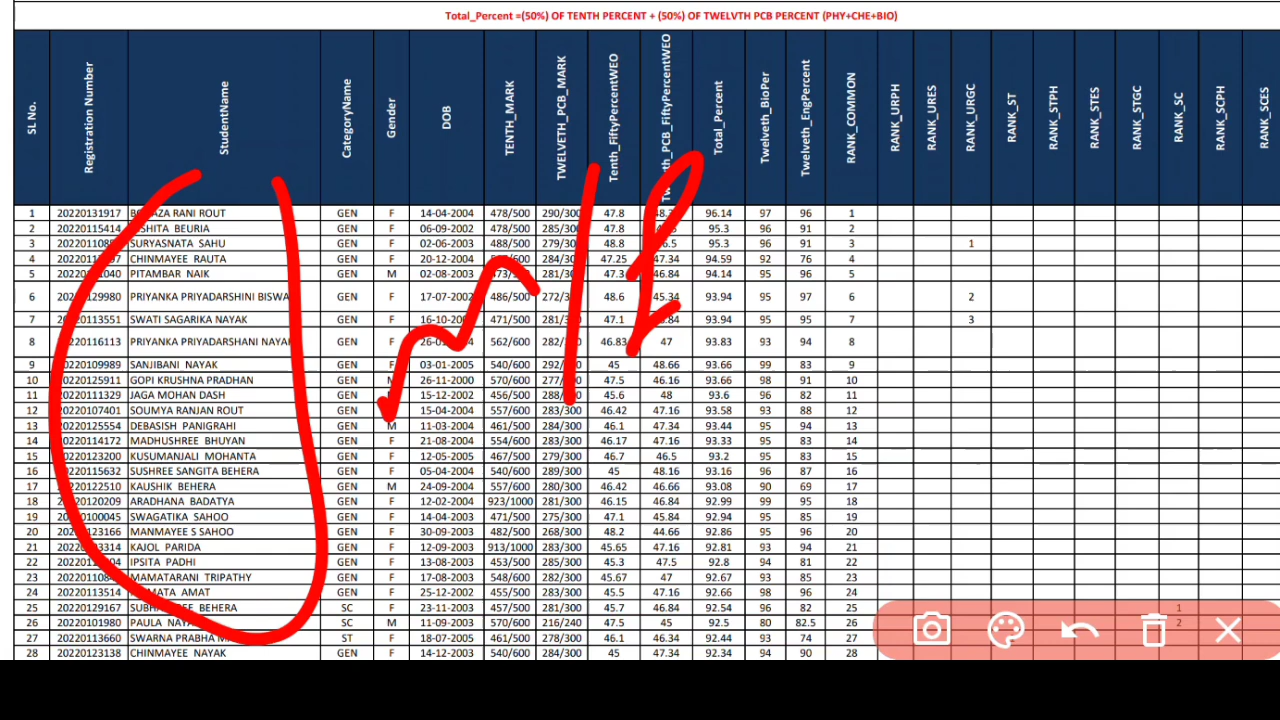 Total_Percent =(50%) OF TENTH PERCENT + (50%) OF TWELVTH PCB PERCENT (PHY+CHE+BIO)
SL No. Registration Number StudentName CategoryName Gender DOB TENTH_MARK TWELVETH_PCB_MARK Tenth_FiftyPercentWEO PCB_FiftyPercentWEO Total_Percent Twelveth_BioPer Twelveth_EngPercent RANK_COMMON RANK_URPH RANK_URES RANK_URGC RANK_ST RANK_STPH RANK_STES RANK_STGC RANK_SC RANK_SCPH RANK_SCES
1 20220131917 RANI ROUT GEN F 14-04-2004 478/500 290/300 47.8 96.14 97 96 1
2 20220115414 BEURIA GEN F 06-09-2002 478/500 285/300 47.8 95.3 96 91 2
3 SURYASNATA SAHU GEN F 02-06-2003 488/500 279/300 48.8 95.3 96 91 3 1
4 CHINMAYEE RAUTA GEN F 20-12-2004 284/300 47.25 47.34 94.59 92 76 4
5 PITAMBAR NAIK GEN M 02-08-2003 281/300 47.3 46.84 94.14 95 96 5
6 PRIYANKA PRIYADARSHINI BISWA GEN F 17-07-2002 486/500 48.6 45.34 93.94 95 97 6 2
7 20220113551 SWATI SAGARIKA NAYAK GEN F 471/500 47.1 93.94 95 95 7 3
8 PRIYANKA PRIYADARSHANI NAYAK GEN F 562/600 46.83 47 93.83 93 94 8
9 20220109989 SANJIBANI NAYAK GEN F 03-01-2005 540/600 45 48.66 93.66 99 83 9
10 20220125911 GOPI KRUSHNA PRADHAN GEN 26-11-2000 570/600 47.5 46.16 93.66 98 91 10
11 20220111329 JAGA MOHAN DASH GEN 15-12-2002 456/500 45.6 48 93.6 96 82 11
12 20220107401 SOUMYA RANJAN ROUT GEN 15-04-2004 557/600 283/300 46.42 47.16 93.58 93 88 12
13 20220125554 DEBASISH PANIGRAHI GEN M 11-03-2004 461/500 284/300 46.1 47.34 93.44 95 94 13
14 20220114172 MADHUSHREE BHUYAN GEN F 21-08-2004 554/600 283/300 46.17 47.16 93.33 95 83 14
15 20220123200 KUSUMANJALI MOHANTA GEN F 12-05-2005 467/500 279/300 46.7 46.5 93.2 95 83 15
16 20220115632 SUSHREE SANGITA BEHERA GEN F 05-04-2004 540/600 289/300 45 48.16 93.16 96 87 16
17 20220122510 KAUSHIK BEHERA GEN M 24-09-2004 557/600 280/300 46.42 46.66 93.08 90 69 17
18 20220120209 ARADHANA BADATYA GEN F 12-02-2004 923/1000 281/300 46.15 46.84 92.99 99 95 18
19 20220100045 SWAGATIKA SAHOO GEN F 14-04-2003 471/500 275/300 47.1 45.84 92.94 95 85 19
20 20220123166 MANMAYEE S SAHOO GEN F 30-09-2003 482/500 268/300 48.2 44.66 92.86 95 96 20
21 KAJOL PARIDA GEN F 12-09-2003 913/1000 283/300 45.65 47.16 92.81 93 94 21
22 IPSITA PADHI GEN F 13-08-2003 453/500 285/300 45.3 47.5 92.8 94 81 22
23 MAMATARANI TRIPATHY GEN F 17-08-2003 548/600 282/300 45.67 47 92.67 93 85 23
24 20220113514 AMAT GEN F 25-12-2002 455/500 283/300 45.5 47.16 92.66 98 96 24
25 20220129167 BEHERA SC F 23-11-2003 457/500 281/300 45.7 46.84 92.54 96 82 25 1
26 20220101980 PAULA SC M 11-09-2003 570/600 216/240 47.5 45 92.5 80 82.5 26 2
27 20220113660 SWARNA PRABHA ST F 18-07-2005 461/500 278/300 46.1 46.34 92.44 93 74 27
28 20220123138 CHINMAYEE NAYAK GEN F 14-12-2003 540/600 284/300 45 47.34 92.34 94 90 28